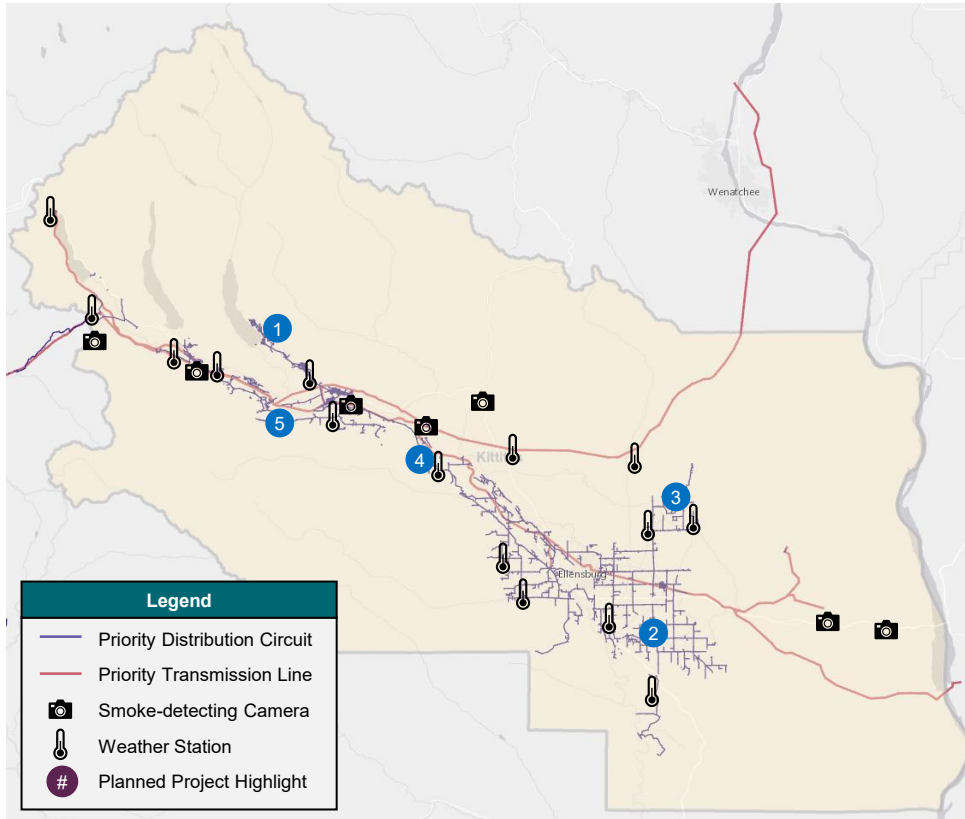 Wenatchee
1
5
4
Kittitas
3
Ellensburg
2
Legend
Priority Distribution Circuit
Priority Transmission Line
Smoke-detecting Camera
Weather Station
# Planned Project Highlight